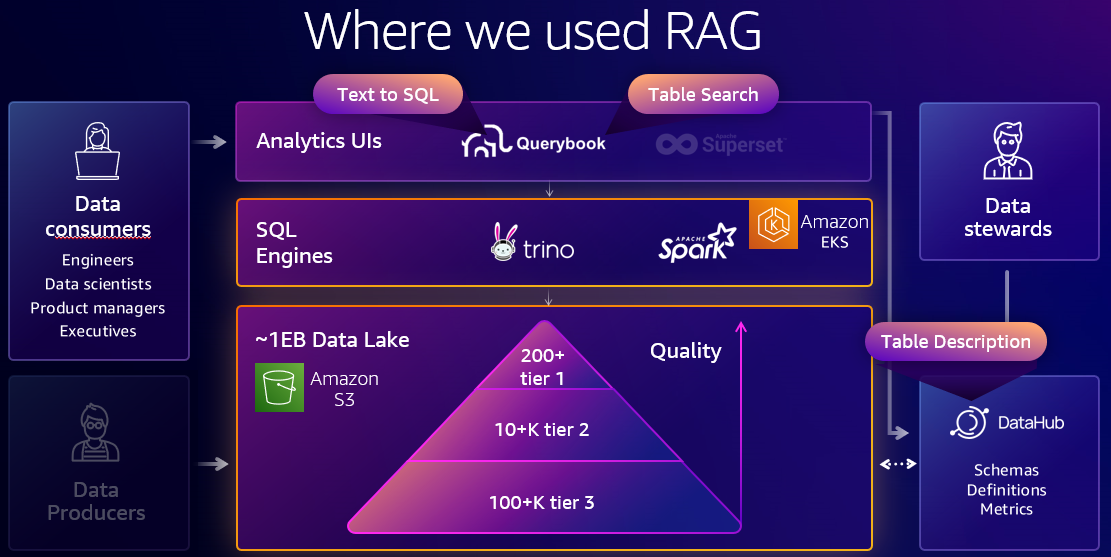 Where we used RAG
Text to SQL
Table Search
Data
consumers
Engineers
Data scientists
Product managers
Executives
Analytics UIs
Querybook
Apache
Superset
SQL
Engines
trino
APACHE
Spark
Amazon
EKS
Data
stewards
~1EB Data Lake
Amazon
S3
200+
tier 1
10+K tier 2
100+K tier 3
Quality
Table Description
DataHub
Schemas
Definitions
Metrics
Data
Producers